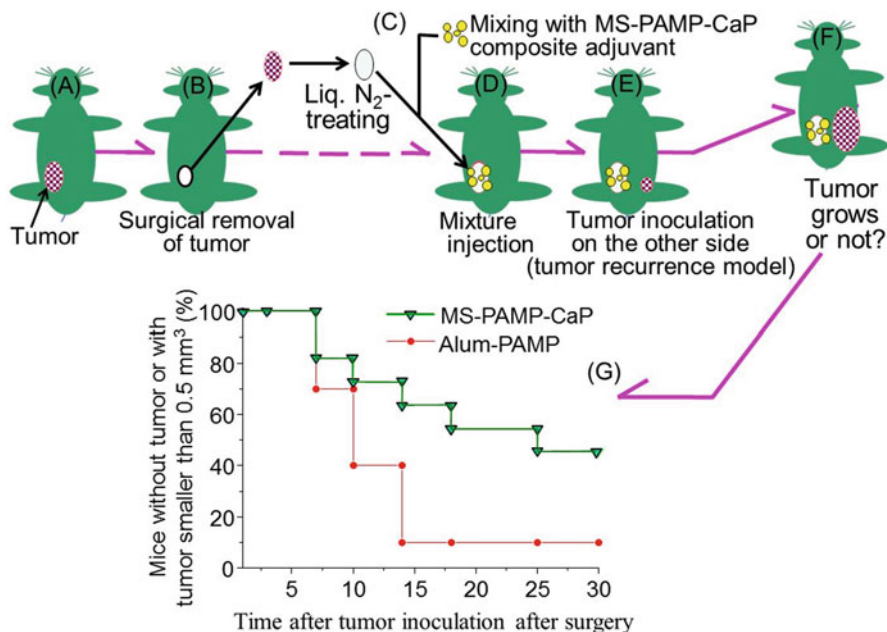 (A)
(B)
(C)
Mixing with MS-PAMP-CaP
composite adjuvant
(D)
(E)
(F)
Liq. N₂-
treating
Tumor
Surgical removal
of tumor
Mixture
injection
Tumor inoculation
on the other side
(tumor recurrence model)
Tumor
grows
or not?
Mice without tumor or with
tumor smaller than 0.5 mm³ (%)
100
80
60
40
20
0
MS-PAMP-CaP
Alum-PAMP
(G)
5
10
15
20
25
30
Time after tumor inoculation after surgery